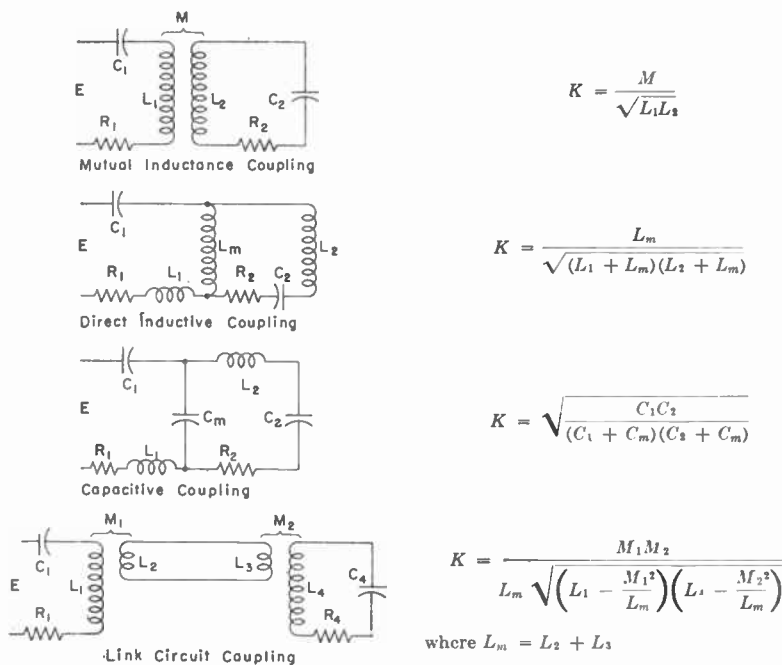 M
C₁
E
L₁
L₂
C₂
R₁
R₂
Mutual Inductance Coupling
K = M / √(L₁L₂)
C₁
E
Lm
L₂
R₁
L₁
R₂
C₂
Direct Inductive Coupling
K = Lm / √((L₁ + Lm)(L₂ + Lm))
C₁
L₂
E
Cm
C₂
R₁
L₁
R₂
Capacitive Coupling
K = √(C₁C₂ / ((C₁ + Cm)(C₂ + Cm)))
M₁
M₂
C₁
E
L₁
L₂
L₃
L₄
C₄
R₁
R₄
Link Circuit Coupling
K = M₁M₂ / (Lm √((L₁ − M₁²/Lm)(L₄ − M₂²/Lm)))
where Lm = L₂ + L₃